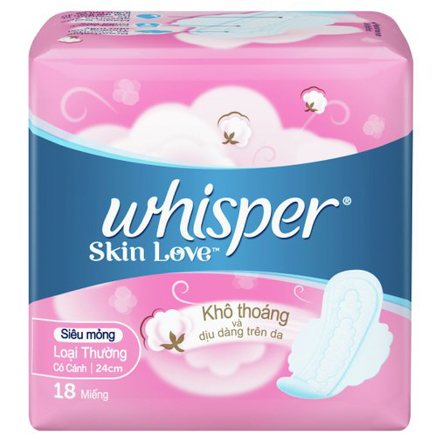 whisper®
Skin Love™
Khô thoáng
và
dịu dàng trên da
Siêu mỏng
Loại Thường
Có Cánh | 24cm
18 Miếng